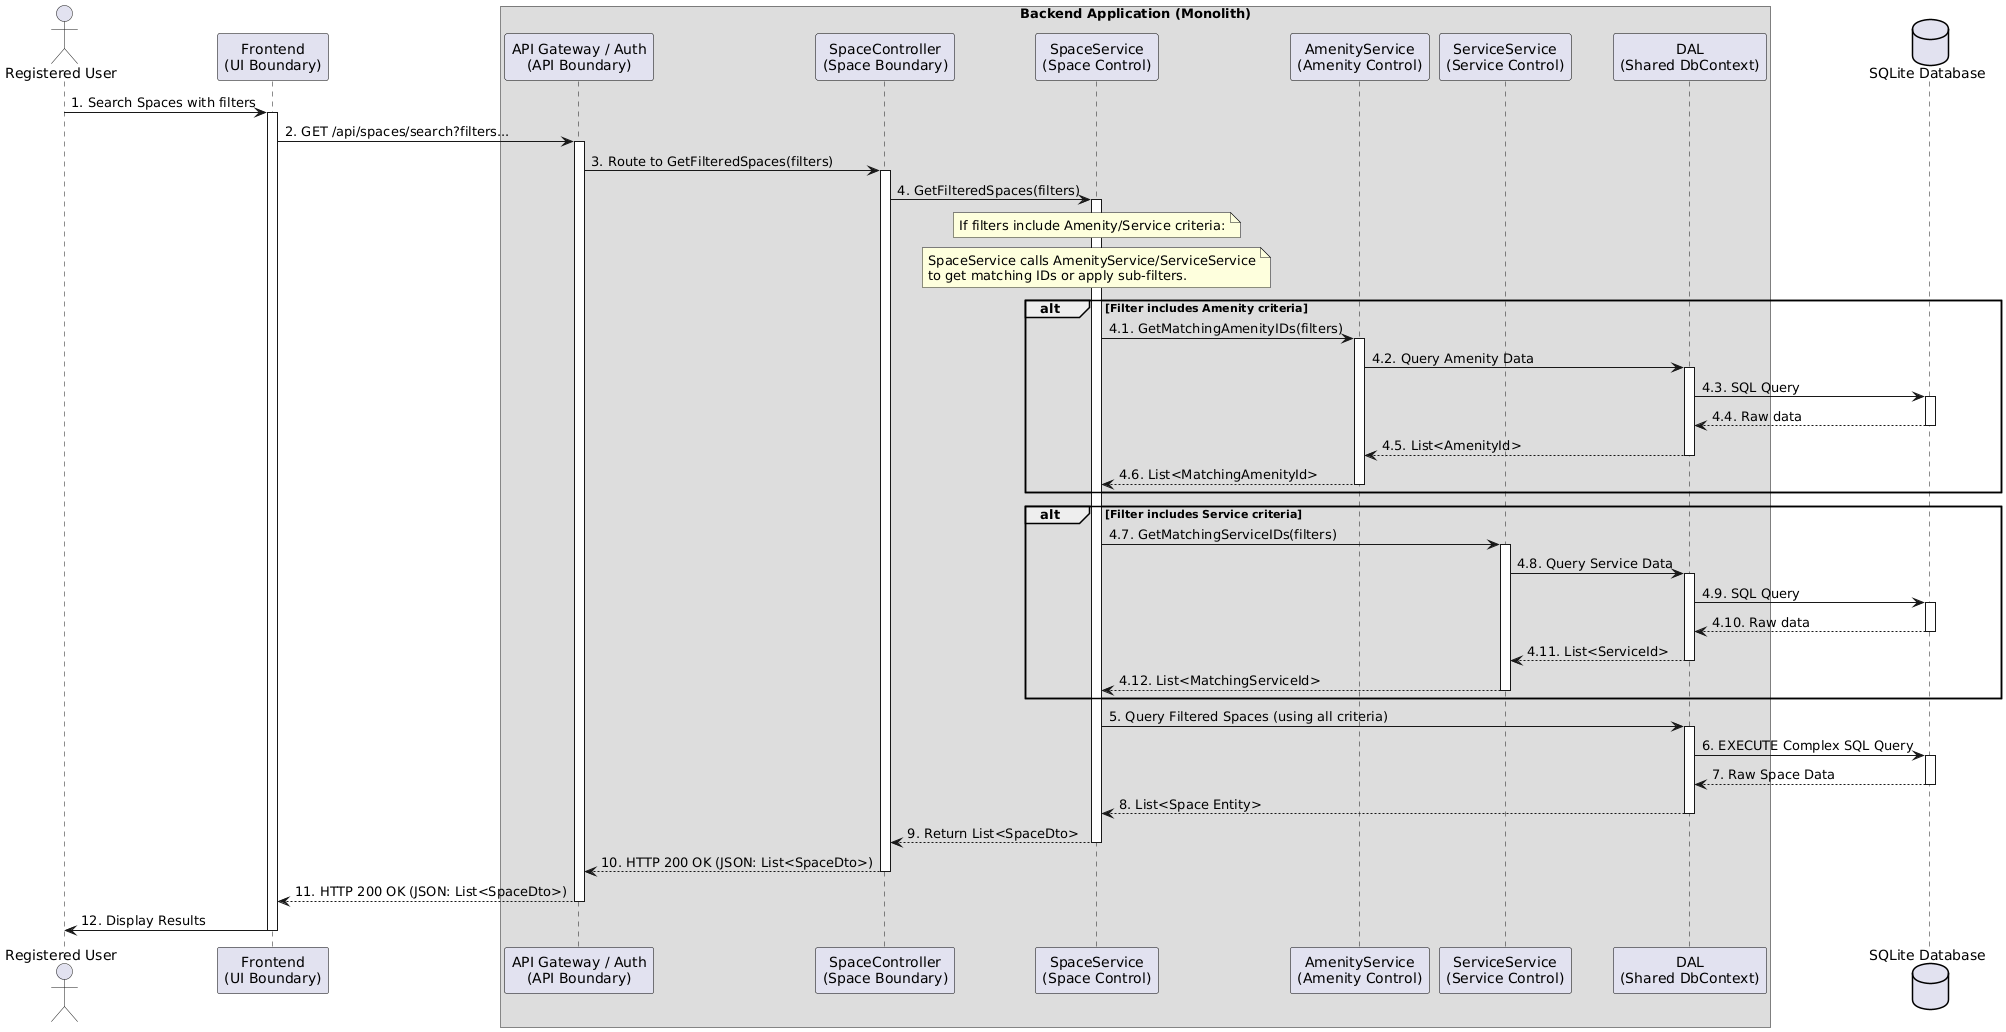 Backend Application (Monolith)
Registered User
Frontend
(UI Boundary)
API Gateway / Auth
(API Boundary)
SpaceController
(Space Boundary)
SpaceService
(Space Control)
AmenityService
(Amenity Control)
ServiceService
(Service Control)
DAL
(Shared DbContext)
SQLite Database
1. Search Spaces with filters
2. GET /api/spaces/search?filters...
3. Route to GetFilteredSpaces(filters)
4. GetFilteredSpaces(filters)
If filters include Amenity/Service criteria:
SpaceService calls AmenityService/ServiceService
to get matching IDs or apply sub-filters.
alt [Filter includes Amenity criteria]
4.1. GetMatchingAmenityIDs(filters)
4.2. Query Amenity Data
4.3. SQL Query
4.4. Raw data
4.5. List<AmenityId>
4.6. List<MatchingAmenityId>
alt [Filter includes Service criteria]
4.7. GetMatchingServiceIDs(filters)
4.8. Query Service Data
4.9. SQL Query
4.10. Raw data
4.11. List<ServiceId>
4.12. List<MatchingServiceId>
5. Query Filtered Spaces (using all criteria)
6. EXECUTE Complex SQL Query
7. Raw Space Data
8. List<Space Entity>
9. Return List<SpaceDto>
10. HTTP 200 OK (JSON: List<SpaceDto>)
11. HTTP 200 OK (JSON: List<SpaceDto>)
12. Display Results
Registered User
Frontend
(UI Boundary)
API Gateway / Auth
(API Boundary)
SpaceController
(Space Boundary)
SpaceService
(Space Control)
AmenityService
(Amenity Control)
ServiceService
(Service Control)
DAL
(Shared DbContext)
SQLite Database